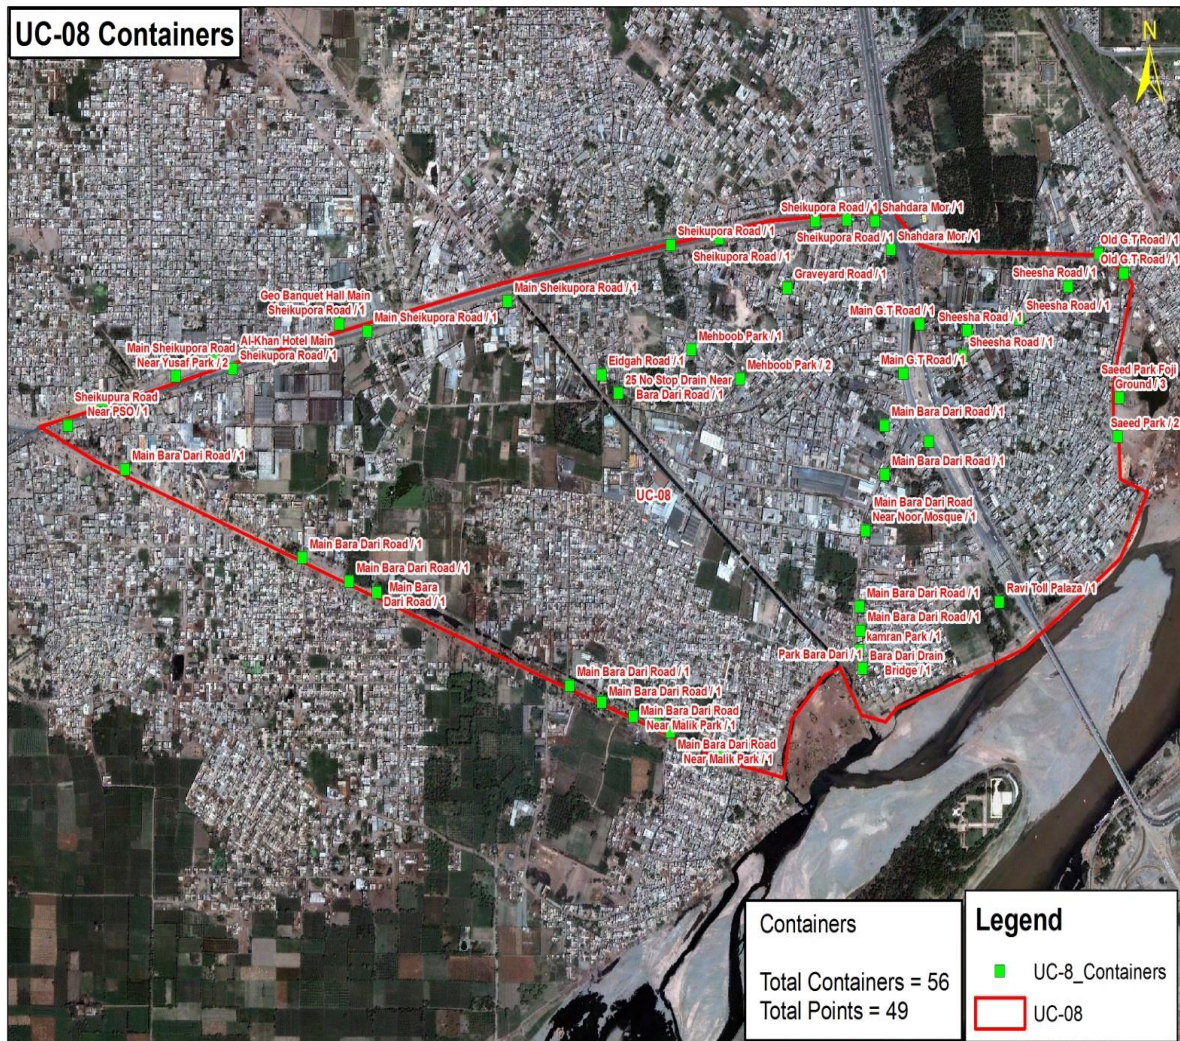 UC-08 Containers
N
Sheikupora Road / 1
Shahdara Mor / 1
Sheikupora Road / 1
Sheikupora Road / 1
Shahdara Mor / 1
Old G.T Road / 1
Sheikupora Road / 1
Old G.T Road / 1
Graveyard Road / 1
Sheesha Road / 1
Geo Banquet Hall Main
Sheikupora Road / 1
Main Sheikupora Road / 1
Main Sheikupora Road / 1
Main G.T Road / 1
Sheesha Road / 1
Sheesha Road / 1
Sheesha Road / 1
Main Sheikupora Road
Near Yusaf Park / 2
Al-Khan Hotel Main
Sheikupora Road / 1
Mehboob Park / 1
Eidgah Road / 1
Mehboob Park / 2
Main G.T Road / 1
25 No Stop Drain Near
Bara Dari Road / 1
Saeed Park Foji
Ground / 3
Sheikupura Road
Near PSO / 1
Main Bara Dari Road / 1
Saeed Park / 2
Main Bara Dari Road / 1
Main Bara Dari Road / 1
UC-08
Main Bara Dari Road
Near Noor Mosque / 1
Main Bara Dari Road / 1
Main Bara Dari Road / 1
Main Bara
Dari Road / 1
Ravi Toll Palaza / 1
Main Bara Dari Road / 1
Main Bara Dari Road / 1
kamran Park / 1
Park Bara Dari / 1
Bara Dari Drain
Bridge / 1
Main Bara Dari Road / 1
Main Bara Dari Road / 1
Main Bara Dari Road
Near Malik Park / 1
Main Bara Dari Road
Near Malik Park / 1
Containers
Total Containers = 56
Total Points = 49
Legend
UC-8_Containers
UC-08